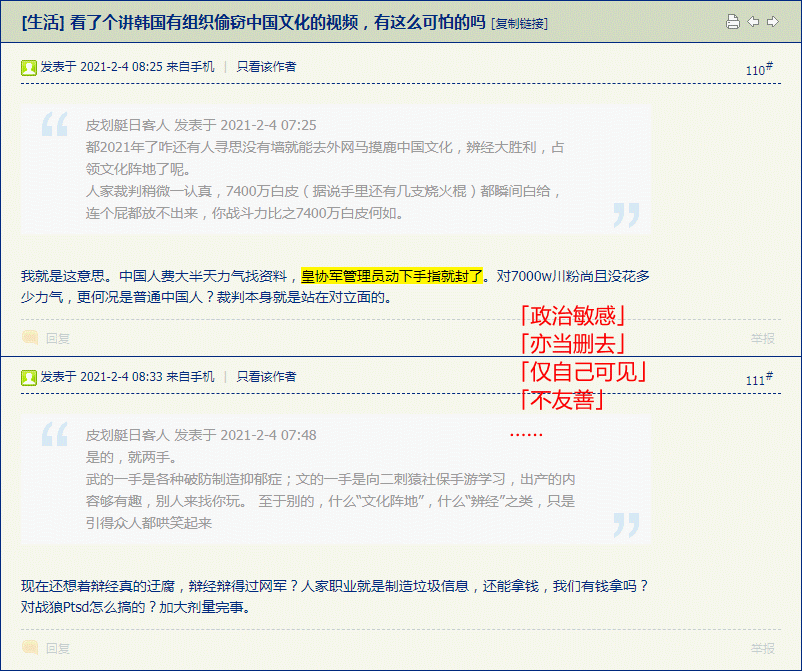 [生活] 看了个讲韩国有组织偷窃中国文化的视频，有这么可怕的吗 [复制链接]
发表于 2021-2-4 08:25 来自手机 | 只看该作者
110#
皮划艇日客人 发表于 2021-2-4 07:25
都2021年了咋还有人寻思没有墙就能去外网马摸鹿中国文化，辨经大胜利，占
领文化阵地了呢。
人家裁判稍微一认真，7400万白皮（据说手里还有几支烧火棍）都瞬间白给，
连个屁都放不出来，你战斗力比之7400万白皮何如。
我就是这意思。中国人费大半天力气找资料，皇协军管理员动下手指就封了。对7000w川粉尚且没花多
少力气，更何况是普通中国人？裁判本身就是站在对立面的。
「政治敏感」
回复
举报
「亦当删去」
「仅自己可见」
发表于 2021-2-4 08:33 来自手机 | 只看该作者
111#
「不友善」
……
皮划艇日客人 发表于 2021-2-4 07:48
是的，就两手。
武的一手是各种破防制造抑郁症；文的一手是向二刺猿社保手游学习，出产的内
容够有趣，别人来找你玩。 至于别的，什么“文化阵地”，什么“辨经”之类，只是
引得众人都哄笑起来
现在还想着辩经真的迂腐，辩经辩得过网军？人家职业就是制造垃圾信息，还能拿钱，我们有钱拿吗？
对战狼Ptsd怎么搞的？加大剂量完事。
回复
举报